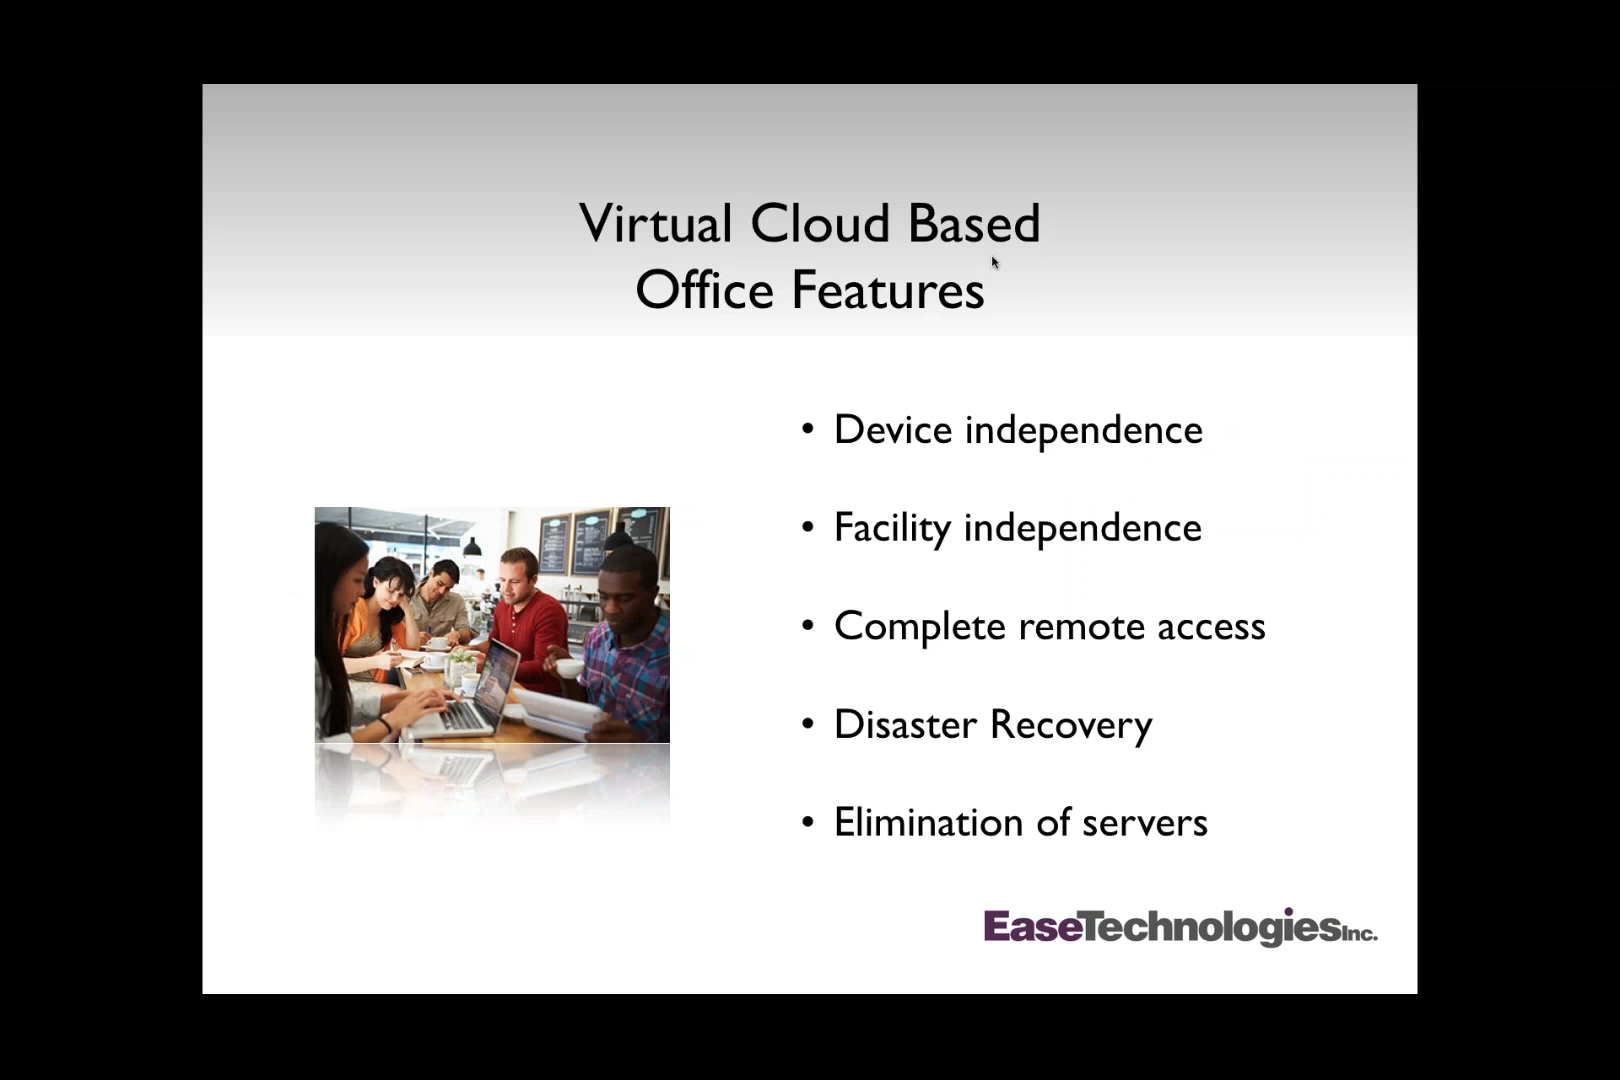 Virtual Cloud Based
Office Features
• Device independence
• Facility independence
• Complete remote access
• Disaster Recovery
• Elimination of servers
EaseTechnologies Inc.